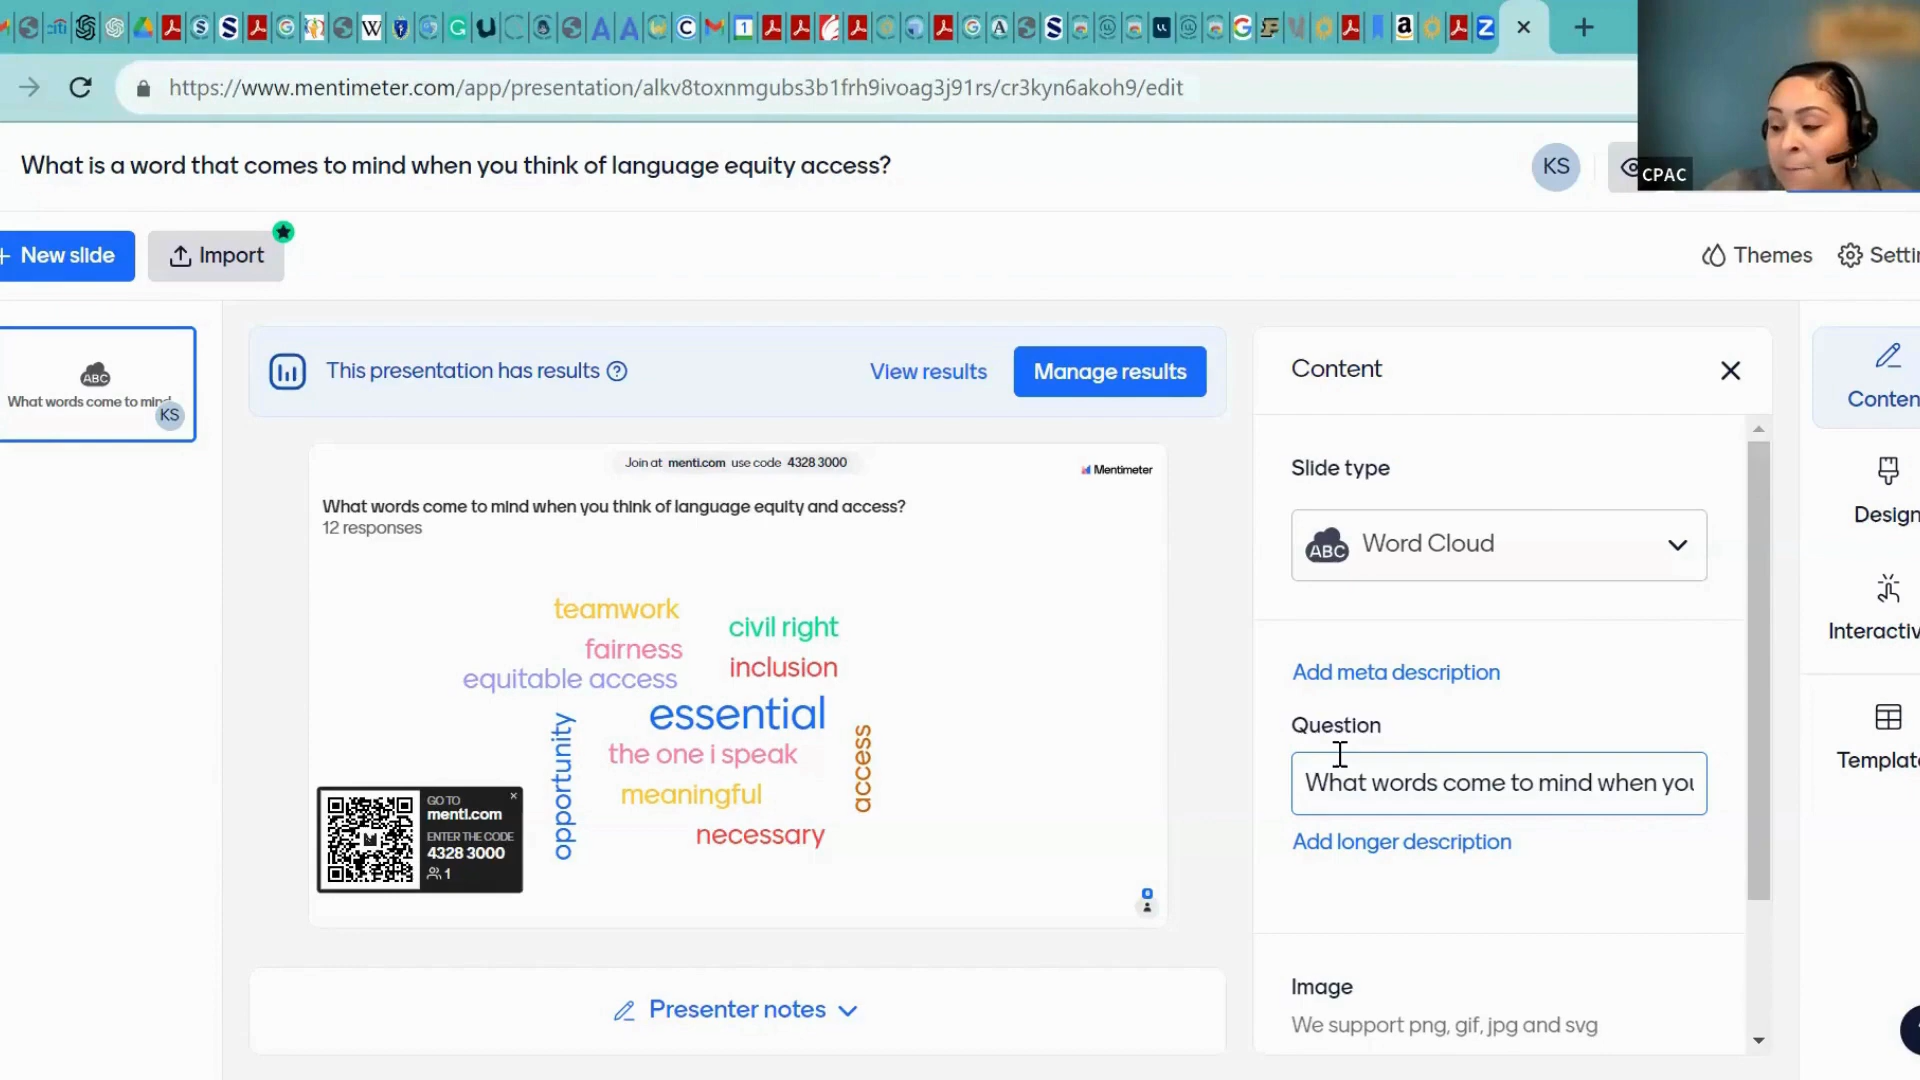 https://www.mentimeter.com/app/presentation/alkv8toxnmgubs3b1frh9ivoag3j91rs/cr3kyn6akoh9/edit
What is a word that comes to mind when you think of language equity access?
KS
CPAC
+ New slide
Import
Themes
This presentation has results
View results
Manage results
Content
ABC
What words come to mind
KS
Join at menti.com use code 4328 3000
Mentimeter
What words come to mind when you think of language equity and access?
12 responses
teamwork
civil right
fairness
inclusion
equitable access
essential
opportunity
the one i speak
access
meaningful
necessary
GO TO
menti.com
ENTER THE CODE
4328 3000
1
Slide type
ABC Word Cloud
Add meta description
Question
What words come to mind when you
Add longer description
Image
We support png, gif, jpg and svg
Presenter notes
Design